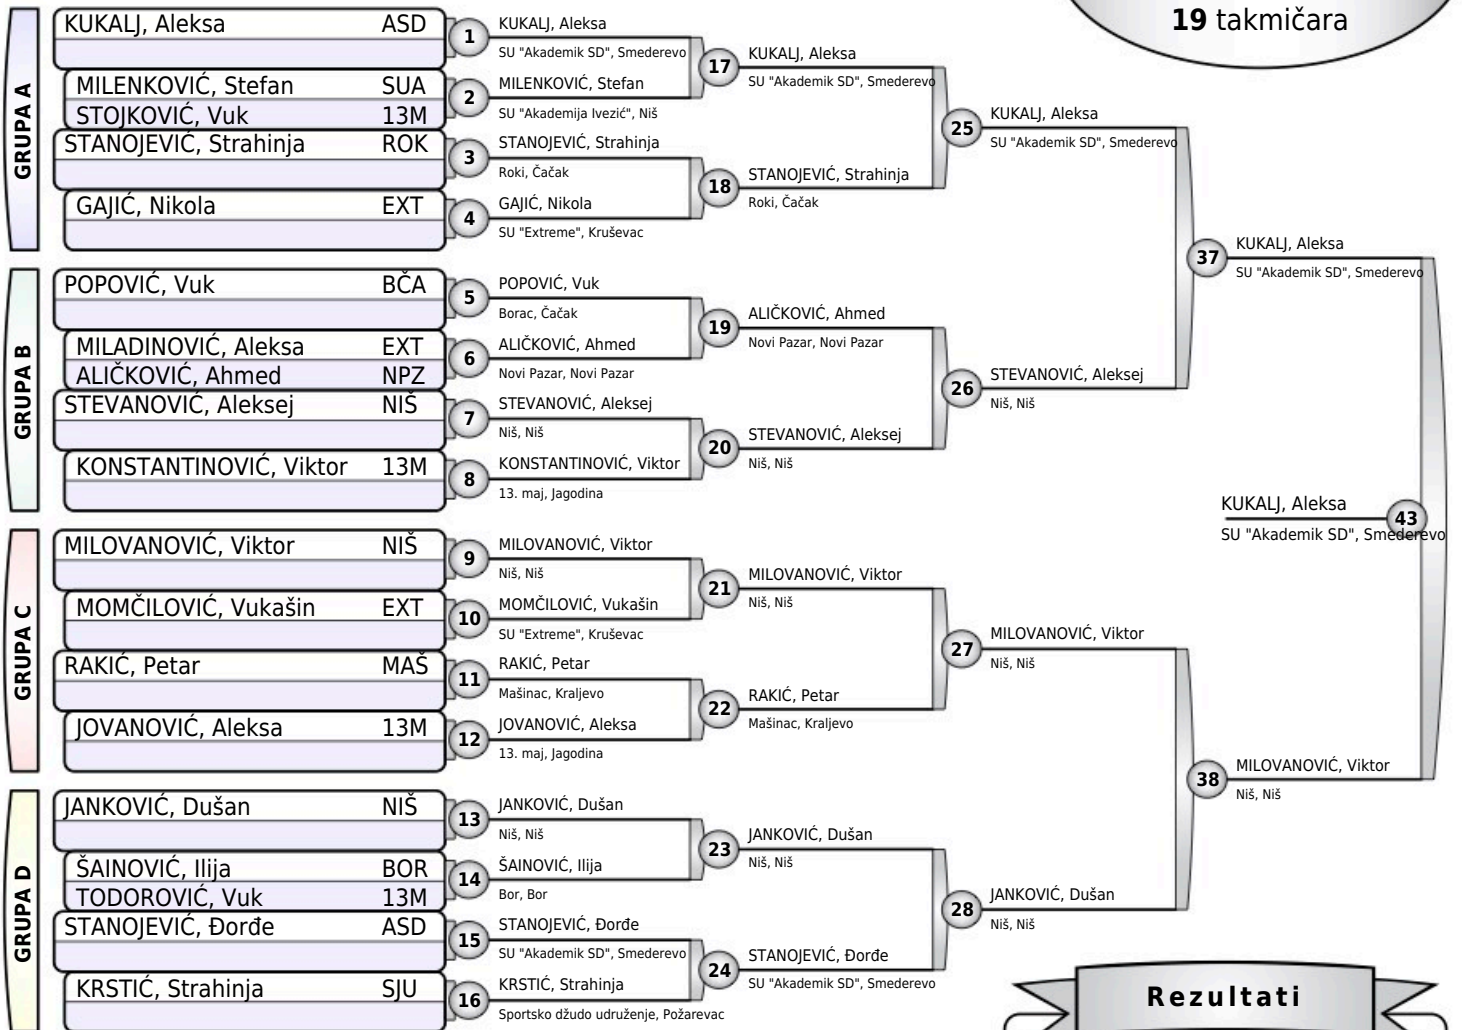 19 takmičara
GRUPA A
KUKALJ, Aleksa ASD
MILENKOVIĆ, Stefan SUA
STOJKOVIĆ, Vuk 13M
STANOJEVIĆ, Strahinja ROK
GAJIĆ, Nikola EXT
GRUPA B
POPOVIĆ, Vuk BČA
MILADINOVIĆ, Aleksa EXT
ALIČKOVIĆ, Ahmed NPZ
STEVANOVIĆ, Aleksej NIŠ
KONSTANTINOVIĆ, Viktor 13M
GRUPA C
MILOVANOVIĆ, Viktor NIŠ
MOMČILOVIĆ, Vukašin EXT
RAKIĆ, Petar MAŠ
JOVANOVIĆ, Aleksa 13M
GRUPA D
JANKOVIĆ, Dušan NIŠ
ŠAINOVIĆ, Ilija BOR
TODOROVIĆ, Vuk 13M
STANOJEVIĆ, Đorđe ASD
KRSTIĆ, Strahinja SJU
1 KUKALJ, Aleksa
SU "Akademik SD", Smederevo
2 MILENKOVIĆ, Stefan
SU "Akademija Ivezić", Niš
3 STANOJEVIĆ, Strahinja
Roki, Čačak
4 GAJIĆ, Nikola
SU "Extreme", Kruševac
5 POPOVIĆ, Vuk
Borac, Čačak
6 ALIČKOVIĆ, Ahmed
Novi Pazar, Novi Pazar
7 STEVANOVIĆ, Aleksej
Niš, Niš
8 KONSTANTINOVIĆ, Viktor
13. maj, Jagodina
9 MILOVANOVIĆ, Viktor
Niš, Niš
10 MOMČILOVIĆ, Vukašin
SU "Extreme", Kruševac
11 RAKIĆ, Petar
Mašinac, Kraljevo
12 JOVANOVIĆ, Aleksa
13. maj, Jagodina
13 JANKOVIĆ, Dušan
Niš, Niš
14 ŠAINOVIĆ, Ilija
Bor, Bor
15 STANOJEVIĆ, Đorđe
SU "Akademik SD", Smederevo
16 KRSTIĆ, Strahinja
Sportsko džudo udruženje, Požarevac
17 KUKALJ, Aleksa
SU "Akademik SD", Smederevo
18 STANOJEVIĆ, Strahinja
Roki, Čačak
19 ALIČKOVIĆ, Ahmed
Novi Pazar, Novi Pazar
20 STEVANOVIĆ, Aleksej
Niš, Niš
21 MILOVANOVIĆ, Viktor
Niš, Niš
22 RAKIĆ, Petar
Mašinac, Kraljevo
23 JANKOVIĆ, Dušan
Niš, Niš
24 STANOJEVIĆ, Đorđe
SU "Akademik SD", Smederevo
25 KUKALJ, Aleksa
SU "Akademik SD", Smederevo
26 STEVANOVIĆ, Aleksej
Niš, Niš
27 MILOVANOVIĆ, Viktor
Niš, Niš
28 JANKOVIĆ, Dušan
Niš, Niš
37 KUKALJ, Aleksa
SU "Akademik SD", Smederevo
38 MILOVANOVIĆ, Viktor
Niš, Niš
KUKALJ, Aleksa 43
SU "Akademik SD", Smederevo
Rezultati